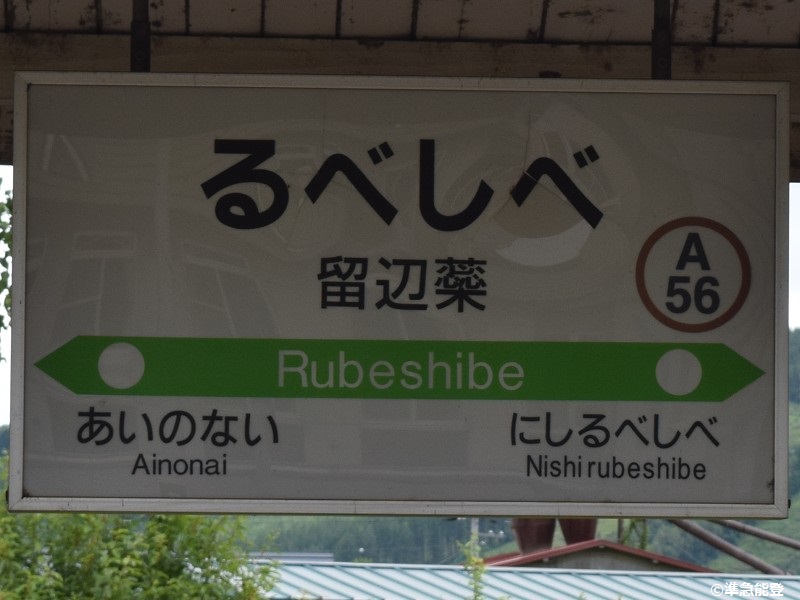 るべしべ
留辺蘂
A
56
Rubeshibe
あいのない
にしるべしべ
Ainonai
Nishirubeshibe
©準急能登